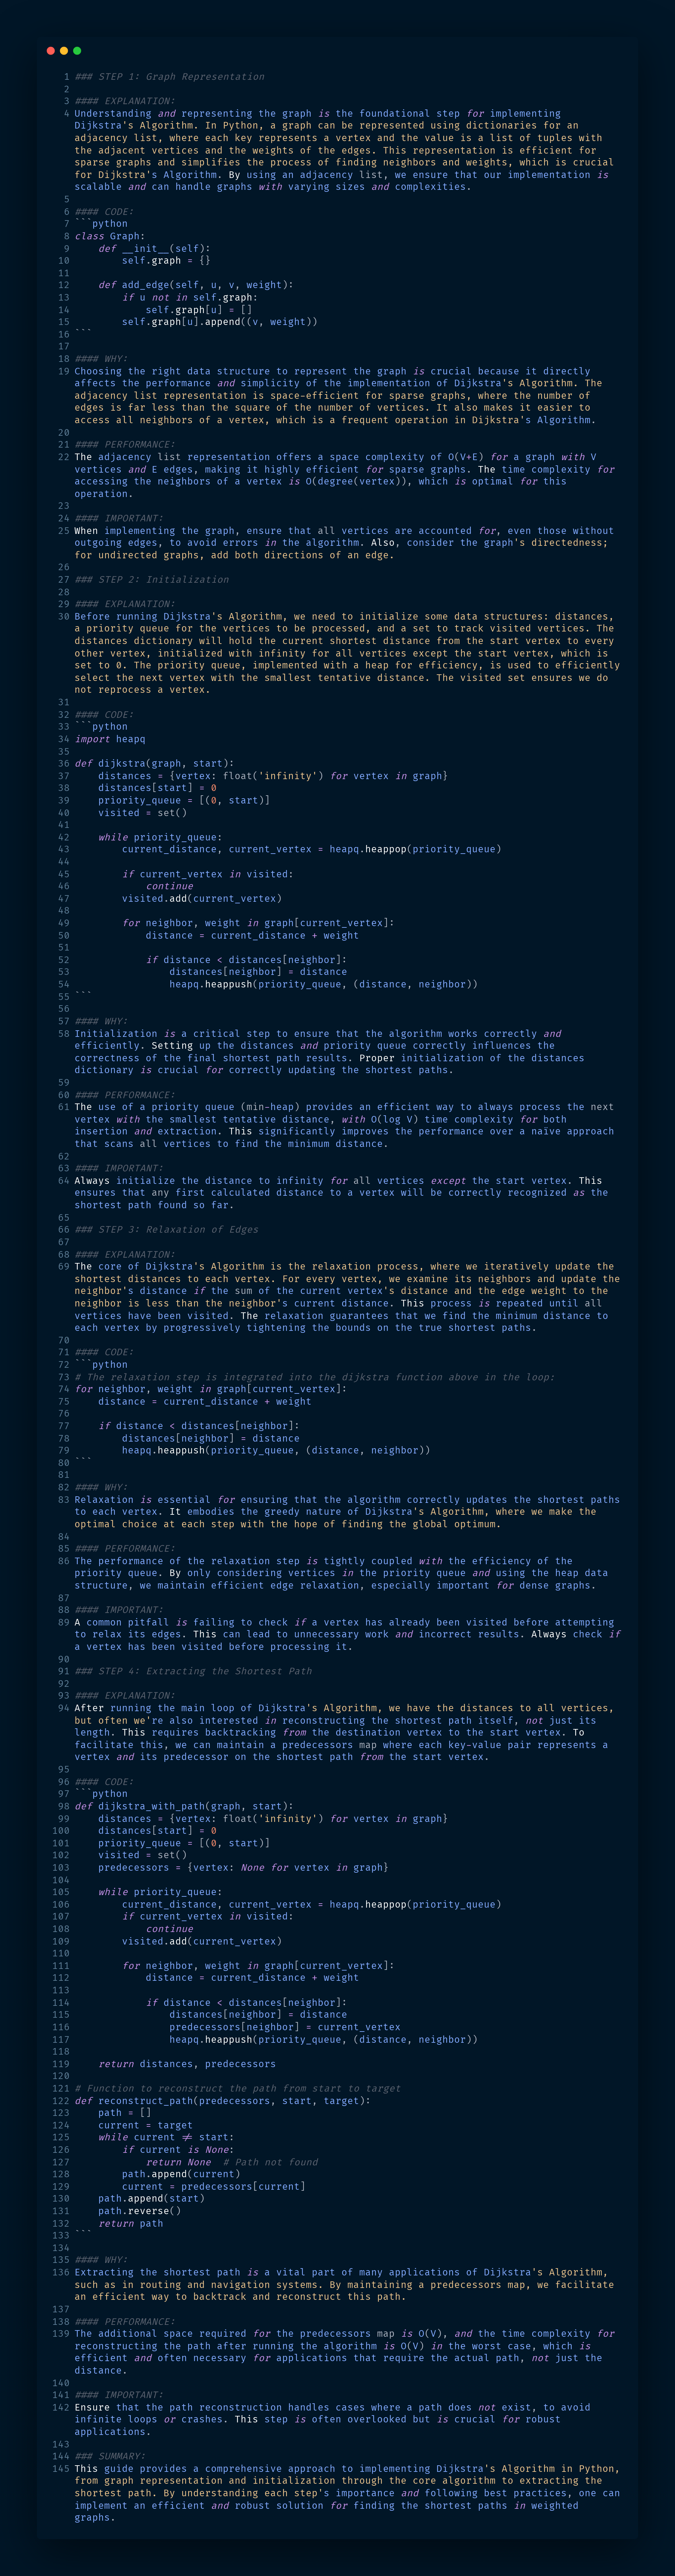 1 ### STEP 1: Graph Representation
2
3 #### EXPLANATION:
4 Understanding and representing the graph is the foundational step for implementing
Dijkstra's Algorithm. In Python, a graph can be represented using dictionaries for an
adjacency list, where each key represents a vertex and the value is a list of tuples with
the adjacent vertices and the weights of the edges. This representation is efficient for
sparse graphs and simplifies the process of finding neighbors and weights, which is crucial
for Dijkstra's Algorithm. By using an adjacency list, we ensure that our implementation is
scalable and can handle graphs with varying sizes and complexities.
5
6 #### CODE:
7 ```python
8 class Graph:
9     def __init__(self):
10         self.graph = {}
11
12     def add_edge(self, u, v, weight):
13         if u not in self.graph:
14             self.graph[u] = []
15         self.graph[u].append((v, weight))
16 ```
17
18 #### WHY:
19 Choosing the right data structure to represent the graph is crucial because it directly
affects the performance and simplicity of the implementation of Dijkstra's Algorithm. The
adjacency list representation is space-efficient for sparse graphs, where the number of
edges is far less than the square of the number of vertices. It also makes it easier to
access all neighbors of a vertex, which is a frequent operation in Dijkstra's Algorithm.
20
21 #### PERFORMANCE:
22 The adjacency list representation offers a space complexity of O(V+E) for a graph with V
vertices and E edges, making it highly efficient for sparse graphs. The time complexity for
accessing the neighbors of a vertex is O(degree(vertex)), which is optimal for this
operation.
23
24 #### IMPORTANT:
25 When implementing the graph, ensure that all vertices are accounted for, even those without
outgoing edges, to avoid errors in the algorithm. Also, consider the graph's directedness;
for undirected graphs, add both directions of an edge.
26
27 ### STEP 2: Initialization
28
29 #### EXPLANATION:
30 Before running Dijkstra's Algorithm, we need to initialize some data structures: distances,
a priority queue for the vertices to be processed, and a set to track visited vertices. The
distances dictionary will hold the current shortest distance from the start vertex to every
other vertex, initialized with infinity for all vertices except the start vertex, which is
set to 0. The priority queue, implemented with a heap for efficiency, is used to efficiently
select the next vertex with the smallest tentative distance. The visited set ensures we do
not reprocess a vertex.
31
32 #### CODE:
33 ```python
34 import heapq
35
36 def dijkstra(graph, start):
37     distances = {vertex: float('infinity') for vertex in graph}
38     distances[start] = 0
39     priority_queue = [(0, start)]
40     visited = set()
41
42     while priority_queue:
43         current_distance, current_vertex = heapq.heappop(priority_queue)
44
45         if current_vertex in visited:
46             continue
47         visited.add(current_vertex)
48
49         for neighbor, weight in graph[current_vertex]:
50             distance = current_distance + weight
51
52             if distance < distances[neighbor]:
53                 distances[neighbor] = distance
54                 heapq.heappush(priority_queue, (distance, neighbor))
55 ```
56
57 #### WHY:
58 Initialization is a critical step to ensure that the algorithm works correctly and
efficiently. Setting up the distances and priority queue correctly influences the
correctness of the final shortest path results. Proper initialization of the distances
dictionary is crucial for correctly updating the shortest paths.
59
60 #### PERFORMANCE:
61 The use of a priority queue (min-heap) provides an efficient way to always process the next
vertex with the smallest tentative distance, with O(log V) time complexity for both
insertion and extraction. This significantly improves the performance over a naïve approach
that scans all vertices to find the minimum distance.
62
63 #### IMPORTANT:
64 Always initialize the distance to infinity for all vertices except the start vertex. This
ensures that any first calculated distance to a vertex will be correctly recognized as the
shortest path found so far.
65
66 ### STEP 3: Relaxation of Edges
67
68 #### EXPLANATION:
69 The core of Dijkstra's Algorithm is the relaxation process, where we iteratively update the
shortest distances to each vertex. For every vertex, we examine its neighbors and update the
neighbor's distance if the sum of the current vertex's distance and the edge weight to the
neighbor is less than the neighbor's current distance. This process is repeated until all
vertices have been visited. The relaxation guarantees that we find the minimum distance to
each vertex by progressively tightening the bounds on the true shortest paths.
70
71 #### CODE:
72 ```python
73 # The relaxation step is integrated into the dijkstra function above in the loop:
74 for neighbor, weight in graph[current_vertex]:
75     distance = current_distance + weight
76
77     if distance < distances[neighbor]:
78         distances[neighbor] = distance
79         heapq.heappush(priority_queue, (distance, neighbor))
80 ```
81
82 #### WHY:
83 Relaxation is essential for ensuring that the algorithm correctly updates the shortest paths
to each vertex. It embodies the greedy nature of Dijkstra's Algorithm, where we make the
optimal choice at each step with the hope of finding the global optimum.
84
85 #### PERFORMANCE:
86 The performance of the relaxation step is tightly coupled with the efficiency of the
priority queue. By only considering vertices in the priority queue and using the heap data
structure, we maintain efficient edge relaxation, especially important for dense graphs.
87
88 #### IMPORTANT:
89 A common pitfall is failing to check if a vertex has already been visited before attempting
to relax its edges. This can lead to unnecessary work and incorrect results. Always check if
a vertex has been visited before processing it.
90
91 ### STEP 4: Extracting the Shortest Path
92
93 #### EXPLANATION:
94 After running the main loop of Dijkstra's Algorithm, we have the distances to all vertices,
but often we're also interested in reconstructing the shortest path itself, not just its
length. This requires backtracking from the destination vertex to the start vertex. To
facilitate this, we can maintain a predecessors map where each key-value pair represents a
vertex and its predecessor on the shortest path from the start vertex.
95
96 #### CODE:
97 ```python
98 def dijkstra_with_path(graph, start):
99     distances = {vertex: float('infinity') for vertex in graph}
100     distances[start] = 0
101     priority_queue = [(0, start)]
102     visited = set()
103     predecessors = {vertex: None for vertex in graph}
104
105     while priority_queue:
106         current_distance, current_vertex = heapq.heappop(priority_queue)
107         if current_vertex in visited:
108             continue
109         visited.add(current_vertex)
110
111         for neighbor, weight in graph[current_vertex]:
112             distance = current_distance + weight
113
114             if distance < distances[neighbor]:
115                 distances[neighbor] = distance
116                 predecessors[neighbor] = current_vertex
117                 heapq.heappush(priority_queue, (distance, neighbor))
118
119     return distances, predecessors
120
121 # Function to reconstruct the path from start to target
122 def reconstruct_path(predecessors, start, target):
123     path = []
124     current = target
125     while current != start:
126         if current is None:
127             return None  # Path not found
128         path.append(current)
129         current = predecessors[current]
130     path.append(start)
131     path.reverse()
132     return path
133 ```
134
135 #### WHY:
136 Extracting the shortest path is a vital part of many applications of Dijkstra's Algorithm,
such as in routing and navigation systems. By maintaining a predecessors map, we facilitate
an efficient way to backtrack and reconstruct this path.
137
138 #### PERFORMANCE:
139 The additional space required for the predecessors map is O(V), and the time complexity for
reconstructing the path after running the algorithm is O(V) in the worst case, which is
efficient and often necessary for applications that require the actual path, not just the
distance.
140
141 #### IMPORTANT:
142 Ensure that the path reconstruction handles cases where a path does not exist, to avoid
infinite loops or crashes. This step is often overlooked but is crucial for robust
applications.
143
144 ### SUMMARY:
145 This guide provides a comprehensive approach to implementing Dijkstra's Algorithm in Python,
from graph representation and initialization through the core algorithm to extracting the
shortest path. By understanding each step's importance and following best practices, one can
implement an efficient and robust solution for finding the shortest paths in weighted
graphs.